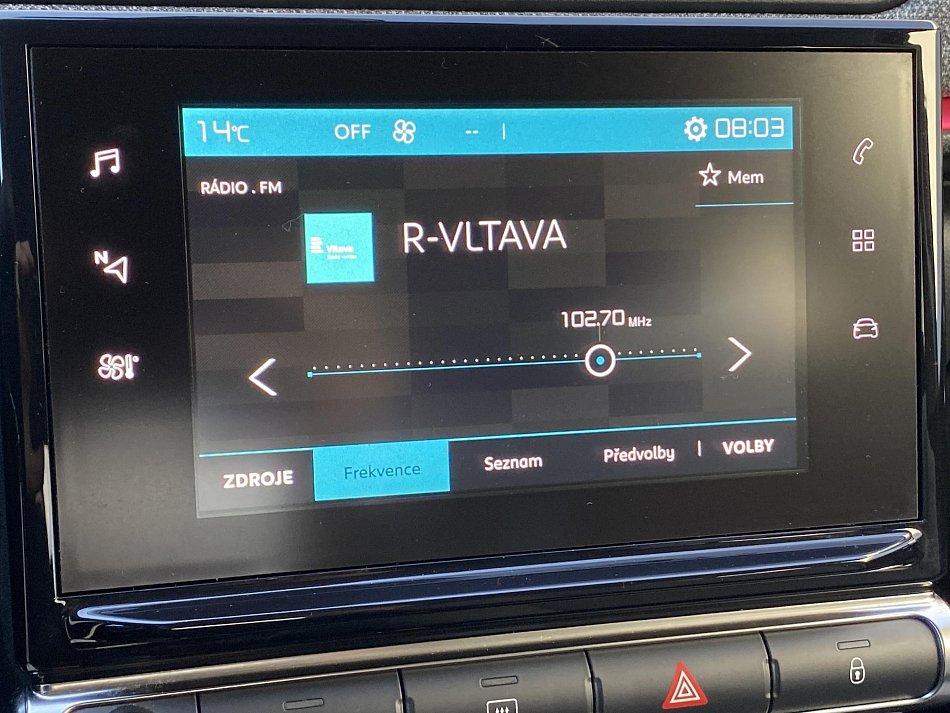 14°C OFF -- 08:03
RÁDIO . FM
Mem
Vltava
R-VLTAVA
102.70 MHz
N
ZDROJE Frekvence Seznam Předvolby VOLBY